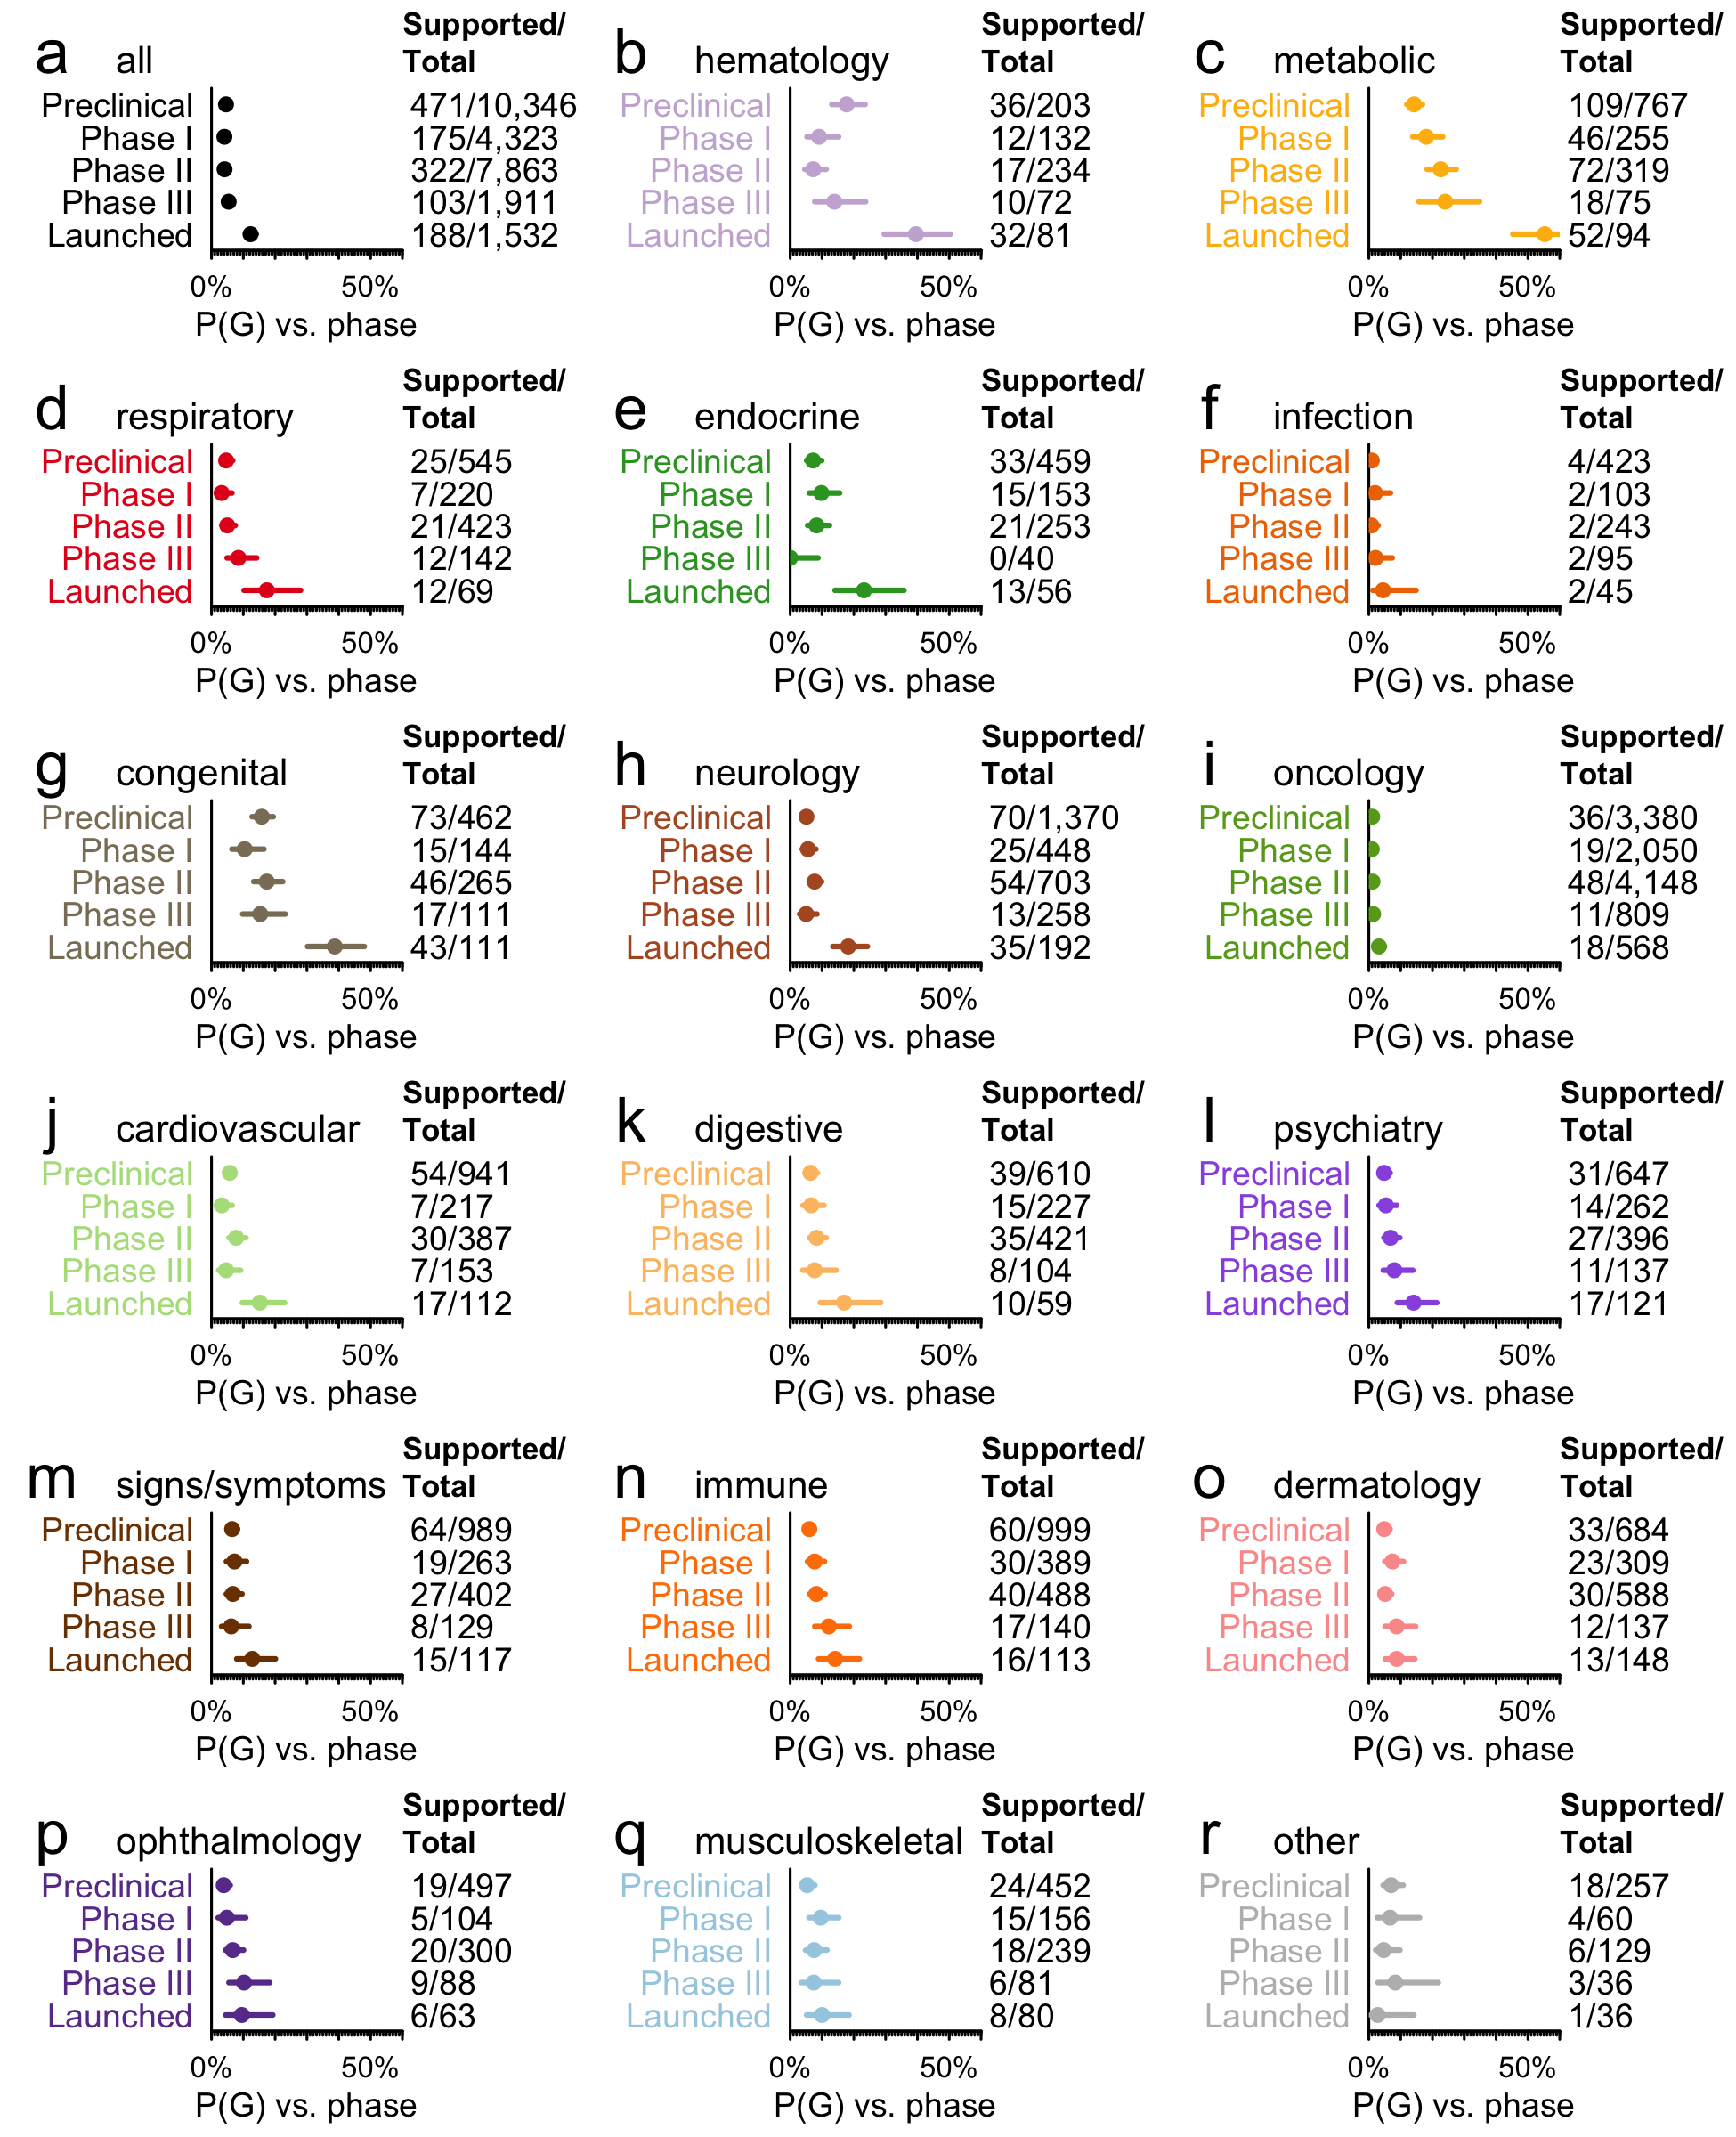 a all Supported/
Total
Preclinical 471/10,346
Phase I 175/4,323
Phase II 322/7,863
Phase III 103/1,911
Launched 188/1,532
0% 50%
P(G) vs. phase
b hematology Supported/
Total
Preclinical 36/203
Phase I 12/132
Phase II 17/234
Phase III 10/72
Launched 32/81
0% 50%
P(G) vs. phase
c metabolic Supported/
Total
Preclinical 109/767
Phase I 46/255
Phase II 72/319
Phase III 18/75
Launched 52/94
0% 50%
P(G) vs. phase
d respiratory Supported/
Total
Preclinical 25/545
Phase I 7/220
Phase II 21/423
Phase III 12/142
Launched 12/69
0% 50%
P(G) vs. phase
e endocrine Supported/
Total
Preclinical 33/459
Phase I 15/153
Phase II 21/253
Phase III 0/40
Launched 13/56
0% 50%
P(G) vs. phase
f infection Supported/
Total
Preclinical 4/423
Phase I 2/103
Phase II 2/243
Phase III 2/95
Launched 2/45
0% 50%
P(G) vs. phase
g congenital Supported/
Total
Preclinical 73/462
Phase I 15/144
Phase II 46/265
Phase III 17/111
Launched 43/111
0% 50%
P(G) vs. phase
h neurology Supported/
Total
Preclinical 70/1,370
Phase I 25/448
Phase II 54/703
Phase III 13/258
Launched 35/192
0% 50%
P(G) vs. phase
i oncology Supported/
Total
Preclinical 36/3,380
Phase I 19/2,050
Phase II 48/4,148
Phase III 11/809
Launched 18/568
0% 50%
P(G) vs. phase
j cardiovascular Supported/
Total
Preclinical 54/941
Phase I 7/217
Phase II 30/387
Phase III 7/153
Launched 17/112
0% 50%
P(G) vs. phase
k digestive Supported/
Total
Preclinical 39/610
Phase I 15/227
Phase II 35/421
Phase III 8/104
Launched 10/59
0% 50%
P(G) vs. phase
l psychiatry Supported/
Total
Preclinical 31/647
Phase I 14/262
Phase II 27/396
Phase III 11/137
Launched 17/121
0% 50%
P(G) vs. phase
m signs/symptoms Supported/
Total
Preclinical 64/989
Phase I 19/263
Phase II 27/402
Phase III 8/129
Launched 15/117
0% 50%
P(G) vs. phase
n immune Supported/
Total
Preclinical 60/999
Phase I 30/389
Phase II 40/488
Phase III 17/140
Launched 16/113
0% 50%
P(G) vs. phase
o dermatology Supported/
Total
Preclinical 33/684
Phase I 23/309
Phase II 30/588
Phase III 12/137
Launched 13/148
0% 50%
P(G) vs. phase
p ophthalmology Supported/
Total
Preclinical 19/497
Phase I 5/104
Phase II 20/300
Phase III 9/88
Launched 6/63
0% 50%
P(G) vs. phase
q musculoskeletal Supported/
Total
Preclinical 24/452
Phase I 15/156
Phase II 18/239
Phase III 6/81
Launched 8/80
0% 50%
P(G) vs. phase
r other Supported/
Total
Preclinical 18/257
Phase I 4/60
Phase II 6/129
Phase III 3/36
Launched 1/36
0% 50%
P(G) vs. phase